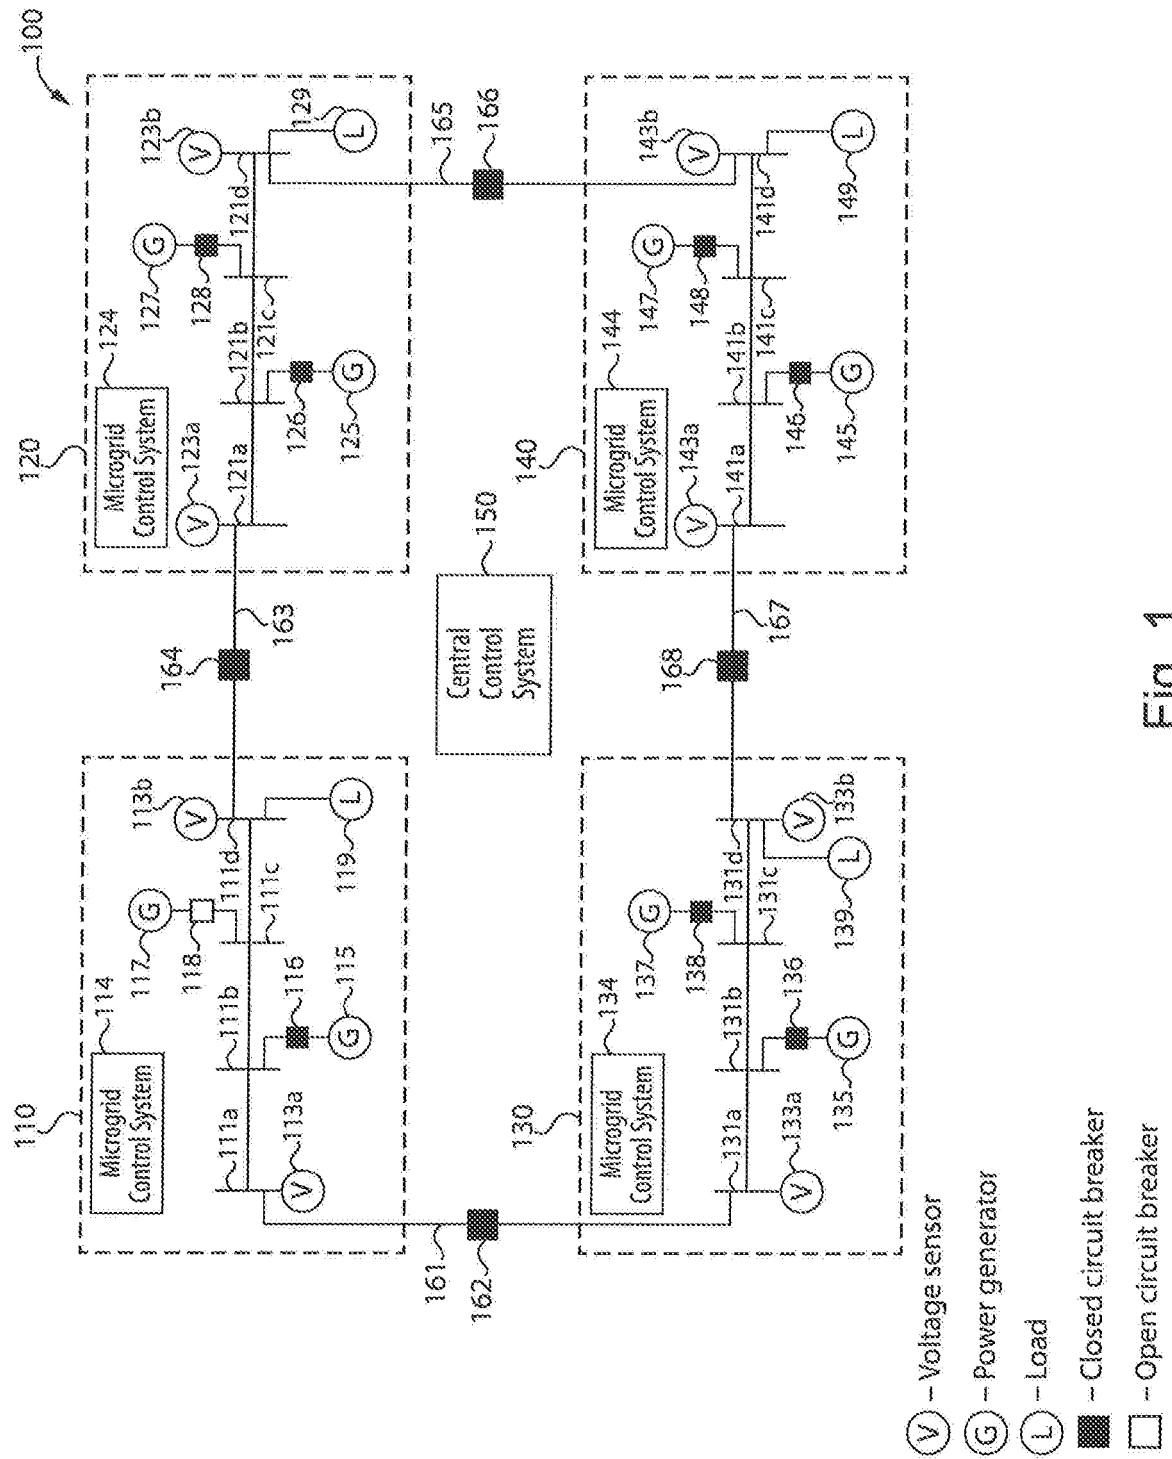 100
110
Microgrid
Control System
114
117
118
111a
111b
111c
111d
113a
113b
116
115
119
120
Microgrid
Control System
124
123a
123b
127
128
121a
121b
121c
121d
126
125
129
164
163
161
162
Central
Control
System
150
165
166
130
Microgrid
Control System
134
137
138
131a
131b
131c
131d
133a
133b
136
135
139
168
167
140
Microgrid
Control System
144
143a
143b
147
148
141a
141b
141c
141d
146
145
149
V
V
V
V
V
V
V
V
G
G
G
G
G
G
G
G
L
L
L
L
V – Voltage sensor
G – Power generator
L – Load
– Closed circuit breaker
– Open circuit breaker
Fig. 1